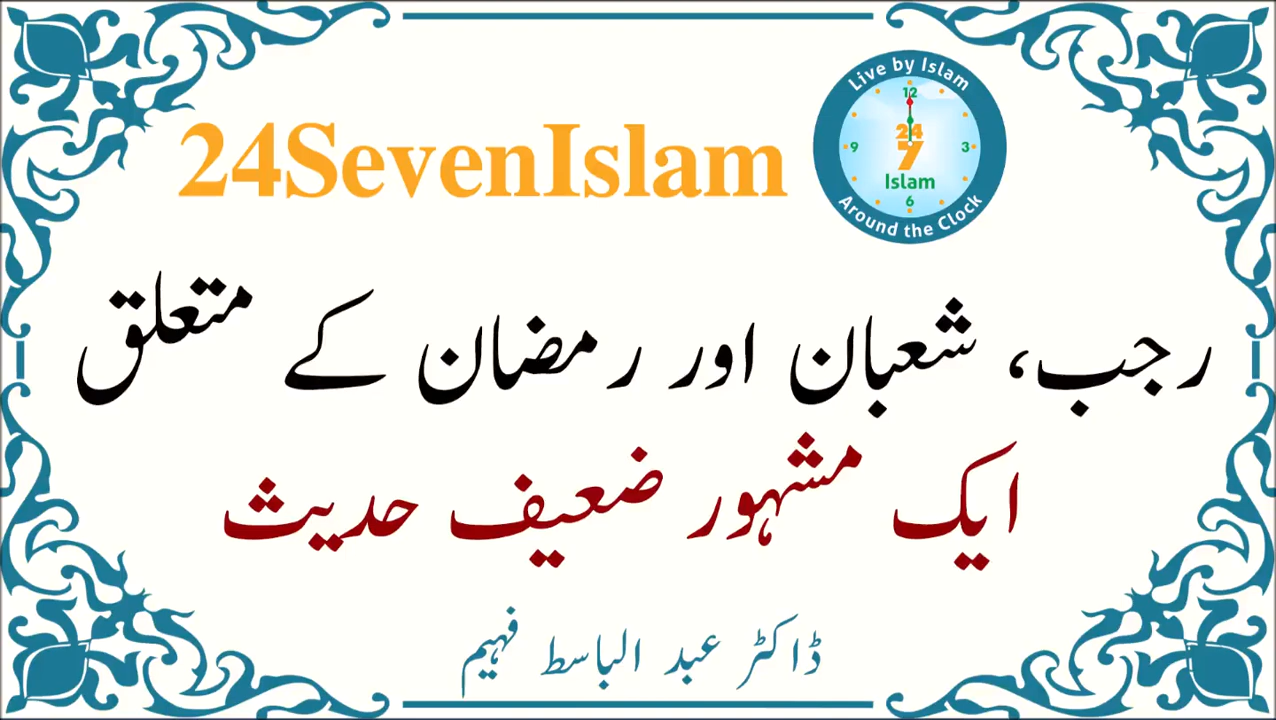 24SevenIslam
Live by Islam
12
24
7
9
3
Islam
6
Around the Clock
رجب، شعبان اور رمضان کے متعلق
ایک مشہور ضعیف حدیث
ڈاکٹر عبد الباسط فہیم